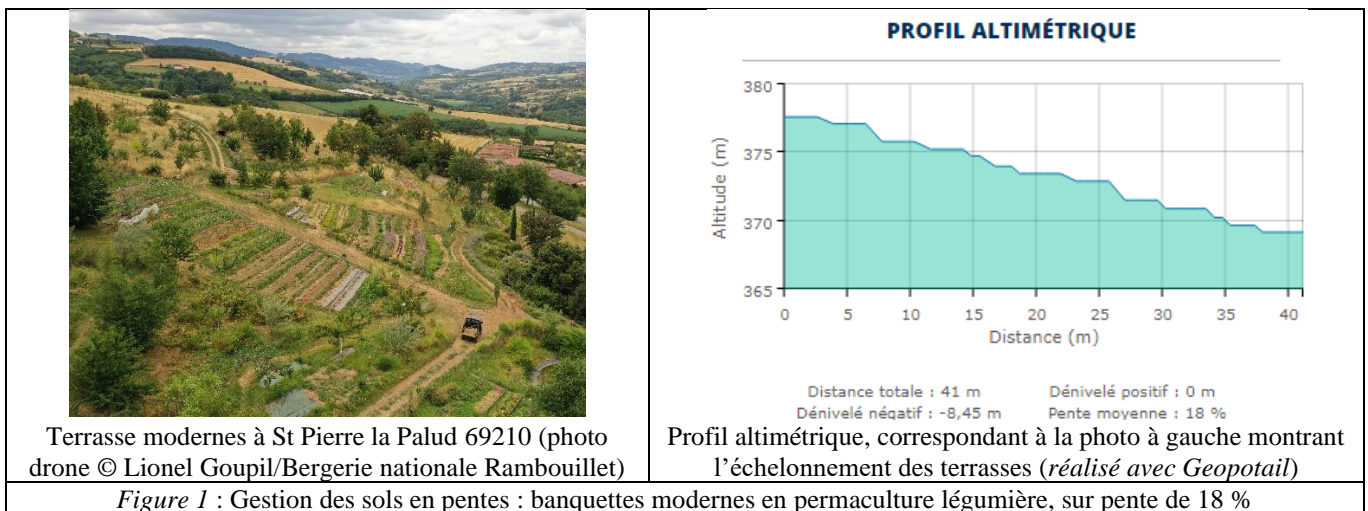 PROFIL ALTIMÉTRIQUE
380
375
370
365
Altitude (m)
0 5 10 15 20 25 30 35 40
Distance (m)
Distance totale : 41 m Dénivelé positif : 0 m
Dénivelé négatif : -8,45 m Pente moyenne : 18 %
Terrasse modernes à St Pierre la Palud 69210 (photo
drone © Lionel Goupil/Bergerie nationale Rambouillet)
Profil altimétrique, correspondant à la photo à gauche montrant
l’échelonnement des terrasses (réalisé avec Geopotail)
Figure 1 : Gestion des sols en pentes : banquettes modernes en permaculture légumière, sur pente de 18 %